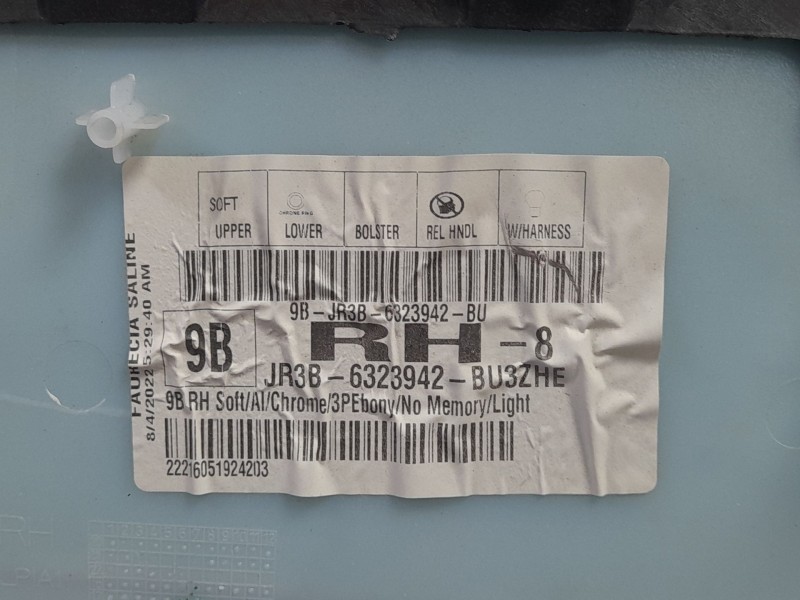 SOFT
UPPER LOWER BOLSTER REL HNDL W/HARNESS
CHROME RING
9B-JR3B-6323942-BU
9B RH-8
JR3B-6323942-BU3ZHE
9B RH Soft/Al/Chrome/3PEbony/No Memory/Light
22216051924203
FAURECIA SALINE
8/4/2022 5:29:40 AM
RH